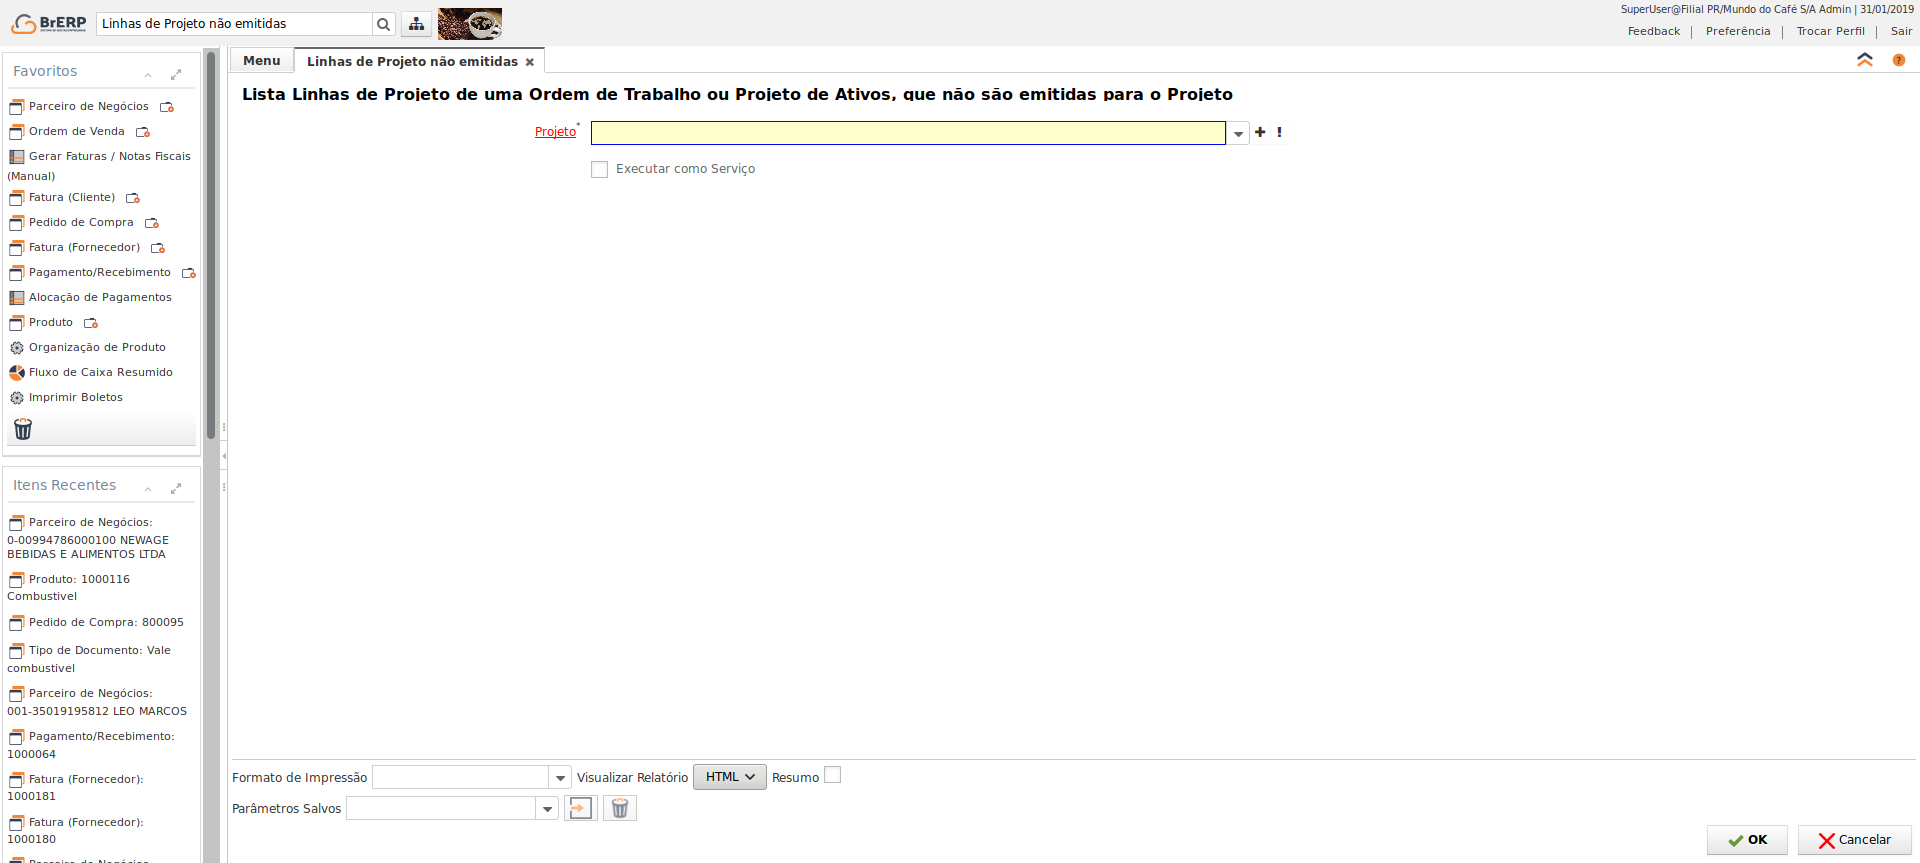 BrERP
Linhas de Projeto não emitidas
SuperUser@Filial PR/Mundo do Café S/A Admin | 31/01/2019
Feedback | Preferência | Trocar Perfil | Sair
Favoritos
Parceiro de Negócios
Ordem de Venda
Gerar Faturas / Notas Fiscais
(Manual)
Fatura (Cliente)
Pedido de Compra
Fatura (Fornecedor)
Pagamento/Recebimento
Alocação de Pagamentos
Produto
Organização de Produto
Fluxo de Caixa Resumido
Imprimir Boletos
Itens Recentes
Parceiro de Negócios:
0-00994786000100 NEWAGE
BEBIDAS E ALIMENTOS LTDA
Produto: 1000116
Combustivel
Pedido de Compra: 800095
Tipo de Documento: Vale
combustivel
Parceiro de Negócios:
001-35019195812 LEO MARCOS
Pagamento/Recebimento:
1000064
Fatura (Fornecedor):
1000181
Fatura (Fornecedor):
1000180
Parceiro de Negócios
Menu
Linhas de Projeto não emitidas
Lista Linhas de Projeto de uma Ordem de Trabalho ou Projeto de Ativos, que não são emitidas para o Projeto
Projeto*
Executar como Serviço
Formato de Impressão Visualizar Relatório HTML Resumo
Parâmetros Salvos
OK Cancelar